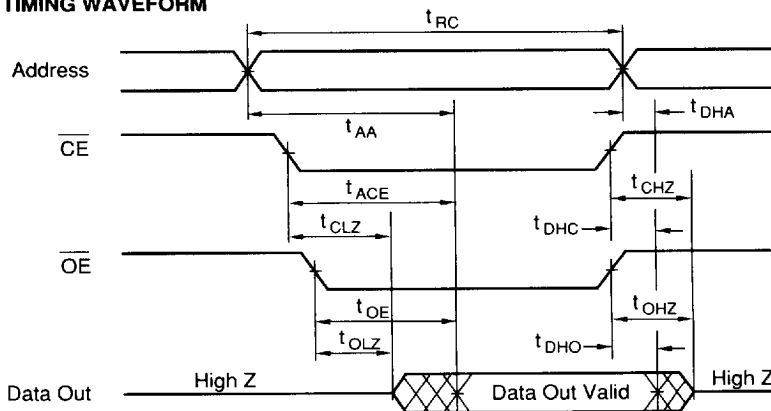 TIMING WAVEFORM
tRC
Address
tDHA
tAA
CE
tACE
tCHZ
tCLZ
tDHC
OE
tOE
tOHZ
tOLZ
tDHO
Data Out
High Z
Data Out Valid
High Z